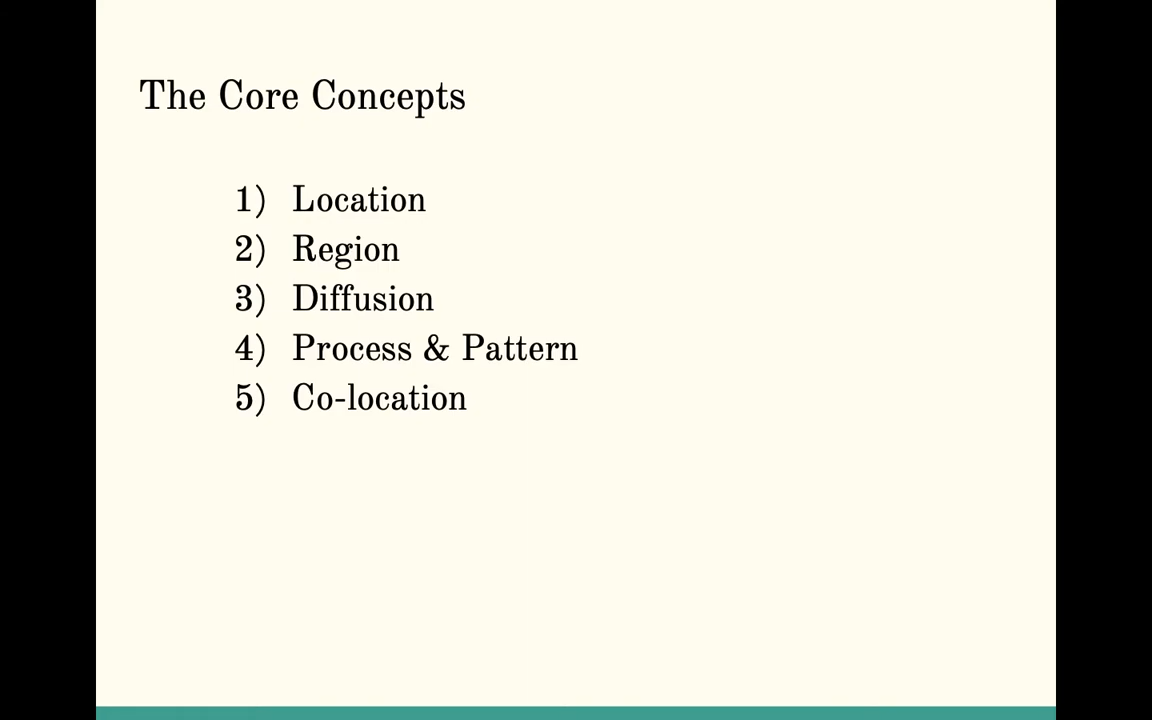 The Core Concepts
1) Location
2) Region
3) Diffusion
4) Process & Pattern
5) Co-location